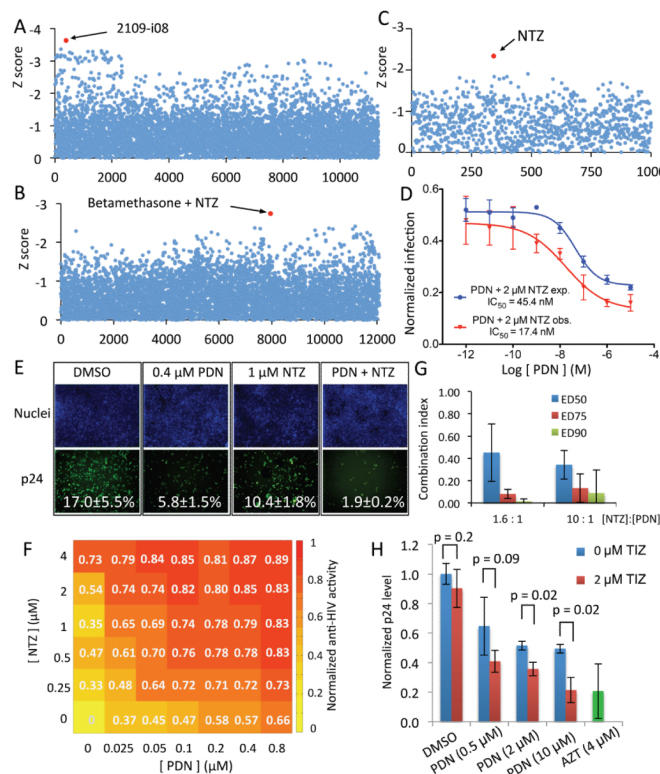 A
2109-i08
Z score
-4
-3
-2
-1
0
0
2000
4000
6000
8000
10000
B
Betamethasone + NTZ
Z score
-4
-3
-2
-1
0
0
2000
4000
6000
8000
10000
12000
C
NTZ
Z score
-3
-2
-1
0
0
250
500
750
1000
D
Normalized infection
0.6
0.4
0.2
0.0
PDN + 2 µM NTZ exp.
IC50 = 45.4 nM
PDN + 2 µM NTZ obs.
IC50 = 17.4 nM
-12
-10
-8
-6
-4
Log [ PDN ] (M)
E
DMSO
0.4 µM PDN
1 µM NTZ
PDN + NTZ
Nuclei
p24
17.0±5.5%
5.8±1.5%
10.4±1.8%
1.9±0.2%
G
Combination index
1.00
0.80
0.60
0.40
0.20
0.00
ED50
ED75
ED90
1.6 : 1
10 : 1
[NTZ]:[PDN]
F
[ NTZ ] (µM)
4 0.73 0.79 0.84 0.85 0.81 0.87 0.89
2 0.54 0.74 0.74 0.82 0.80 0.85 0.83
1 0.35 0.65 0.69 0.74 0.78 0.79 0.83
0.5 0.47 0.61 0.70 0.76 0.78 0.78 0.83
0.25 0.33 0.48 0.64 0.72 0.71 0.72 0.73
0 0 0.37 0.45 0.47 0.58 0.57 0.66
0 0.025 0.05 0.1 0.2 0.4 0.8
[ PDN ] (µM)
1
0.8
0.6
0.4
0.2
0
Normalized anti-HIV activity
H
Normalized p24 level
1.2
1.0
0.8
0.6
0.4
0.2
0.0
p = 0.2
p = 0.09
p = 0.02
p = 0.02
0 µM TIZ
2 µM TIZ
DMSO
PDN (0.5 µM)
PDN (2 µM)
PDN (10 µM)
AZT (4 µM)